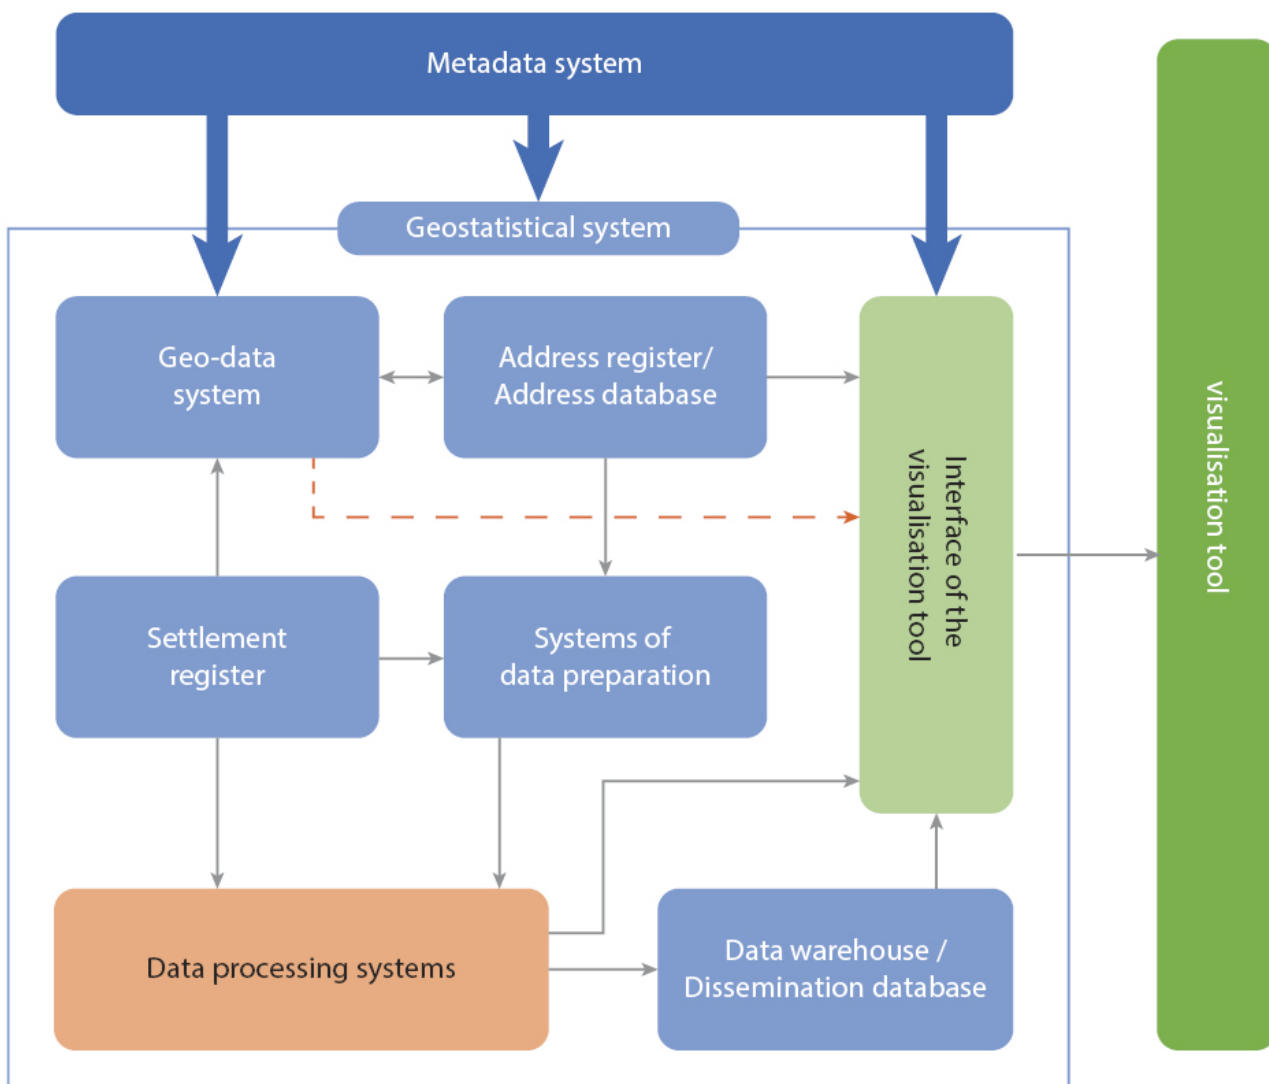 Metadata system
Geostatistical system
Geo-data
system
Address register/
Address database
Interface of the
visualisation tool
visualisation tool
Settlement
register
Systems of
data preparation
Data processing systems
Data warehouse /
Dissemination database